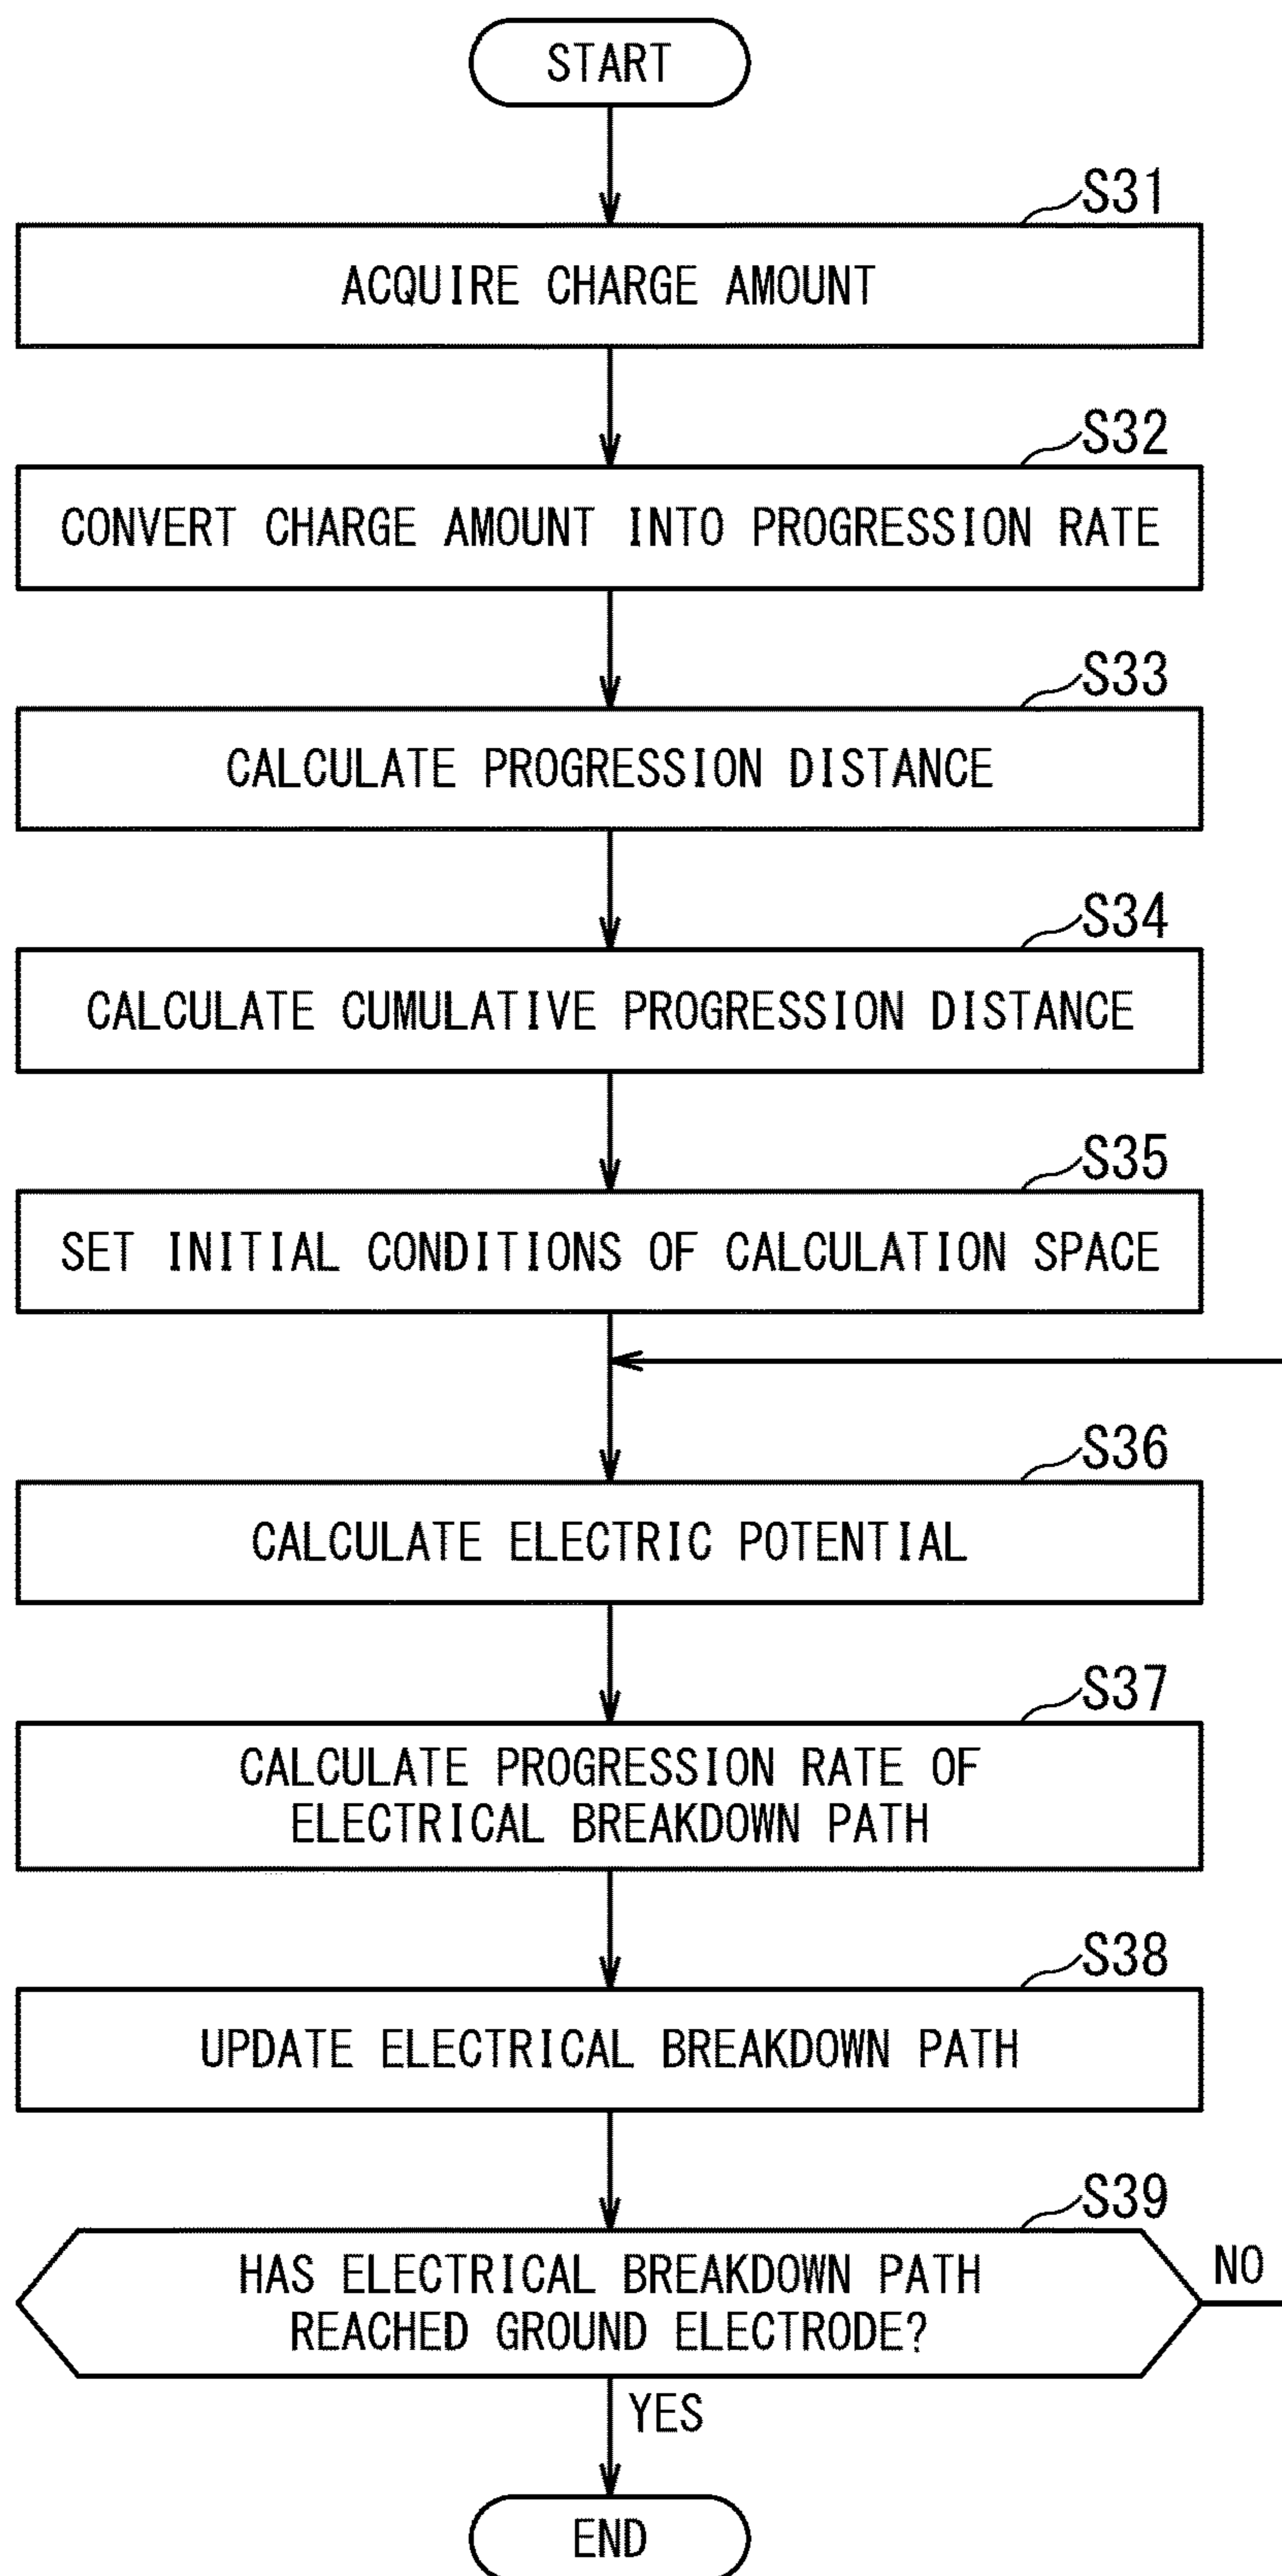 START
S31
ACQUIRE CHARGE AMOUNT
S32
CONVERT CHARGE AMOUNT INTO PROGRESSION RATE
S33
CALCULATE PROGRESSION DISTANCE
S34
CALCULATE CUMULATIVE PROGRESSION DISTANCE
S35
SET INITIAL CONDITIONS OF CALCULATION SPACE
S36
CALCULATE ELECTRIC POTENTIAL
S37
CALCULATE PROGRESSION RATE OF
ELECTRICAL BREAKDOWN PATH
S38
UPDATE ELECTRICAL BREAKDOWN PATH
S39
HAS ELECTRICAL BREAKDOWN PATH
REACHED GROUND ELECTRODE?
NO
YES
END